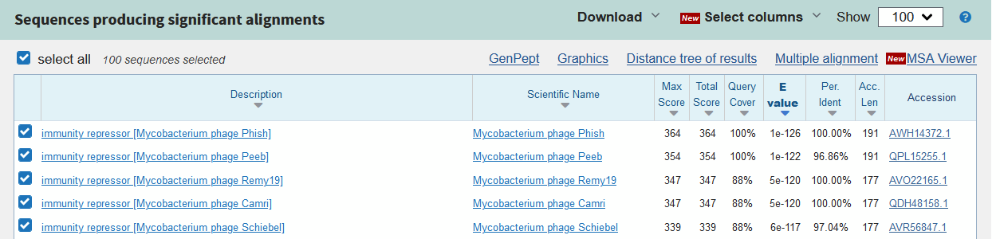 Sequences producing significant alignments Download New Select columns Show 100 ?
select all 100 sequences selected GenPept Graphics Distance tree of results Multiple alignment New MSA Viewer
Description Scientific Name Max Score Total Score Query Cover E value Per. Ident Acc. Len Accession
immunity repressor [Mycobacterium phage Phish] Mycobacterium phage Phish 364 364 100% 1e-126 100.00% 191 AWH14372.1
immunity repressor [Mycobacterium phage Peeb] Mycobacterium phage Peeb 354 354 100% 1e-122 96.86% 191 QPL15255.1
immunity repressor [Mycobacterium phage Remy19] Mycobacterium phage Remy19 347 347 88% 5e-120 100.00% 177 AVO22165.1
immunity repressor [Mycobacterium phage Camri] Mycobacterium phage Camri 347 347 88% 5e-120 100.00% 177 QDH48158.1
immunity repressor [Mycobacterium phage Schiebel] Mycobacterium phage Schiebel 339 339 88% 6e-117 97.04% 177 AVR56847.1